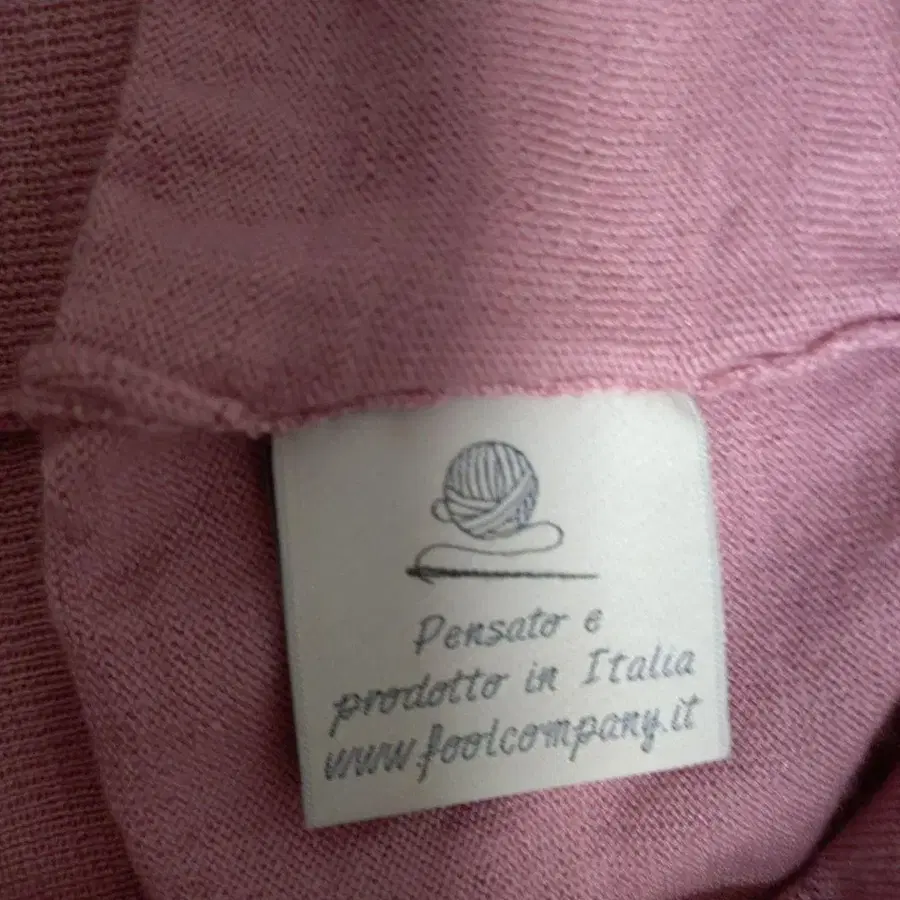 Pensato e
prodotto in Italia
www.foolcompany.it